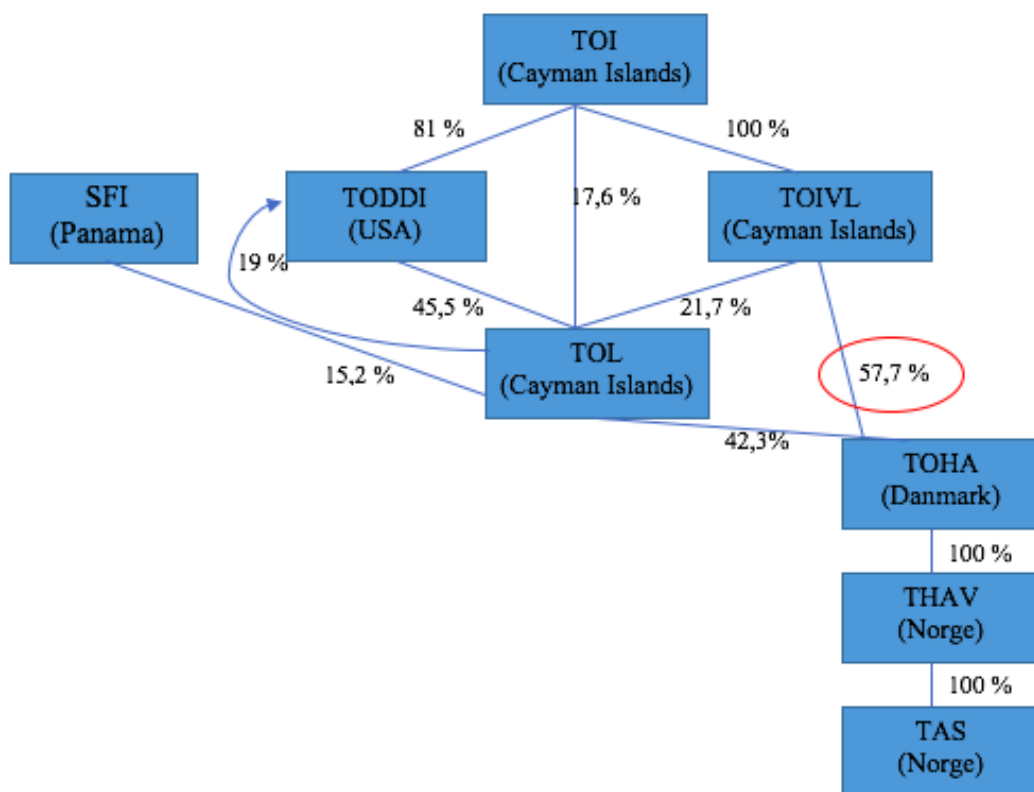 TOI
(Cayman Islands)
81 %
100 %
SFI
(Panama)
TODDI
(USA)
17,6 %
TOIVL
(Cayman Islands)
19 %
45,5 %
21,7 %
15,2 %
TOL
(Cayman Islands)
57,7 %
42,3%
TOHA
(Danmark)
100 %
THAV
(Norge)
100 %
TAS
(Norge)